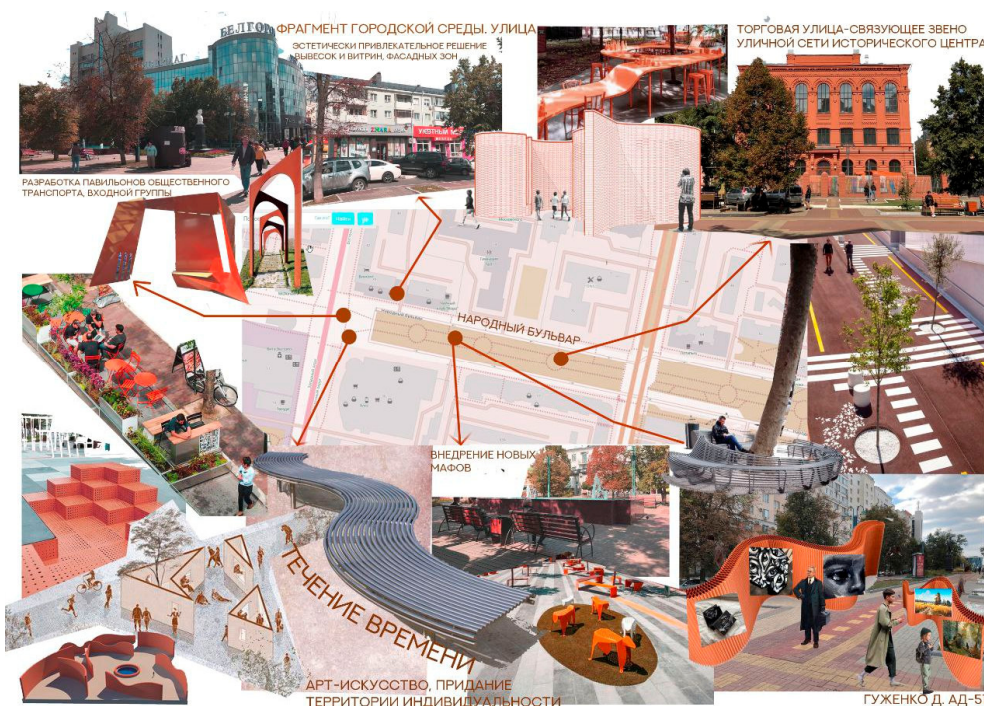 БЕЛГО
ФРАГМЕНТ ГОРОДСКОЙ СРЕДЫ. УЛИЦА
ЭСТЕТИЧЕСКИ ПРИВЛЕКАТЕЛЬНОЕ РЕШЕНИЕ
ВЫВЕСОК И ВИТРИН, ФАСАДНЫХ ЗОН
ТОРГОВАЯ УЛИЦА-СВЯЗУЮЩЕЕ ЗВЕНО
УЛИЧНОЙ СЕТИ ИСТОРИЧЕСКОГО ЦЕНТРА
РАЗРАБОТКА ПАВИЛЬОНОВ ОБЩЕСТВЕННОГО
ТРАНСПОРТА, ВХОДНОЙ ГРУППЫ
НАРОДНЫЙ БУЛЬВАР
ВНЕДРЕНИЕ НОВЫХ
МАФОВ
ТЕЧЕНИЕ ВРЕМЕНИ
АРТ-ИСКУССТВО, ПРИДАНИЕ
ТЕРРИТОРИИ ИНДИВИДУАЛЬНОСТИ
ГУЖЕНКО Д. АД-51